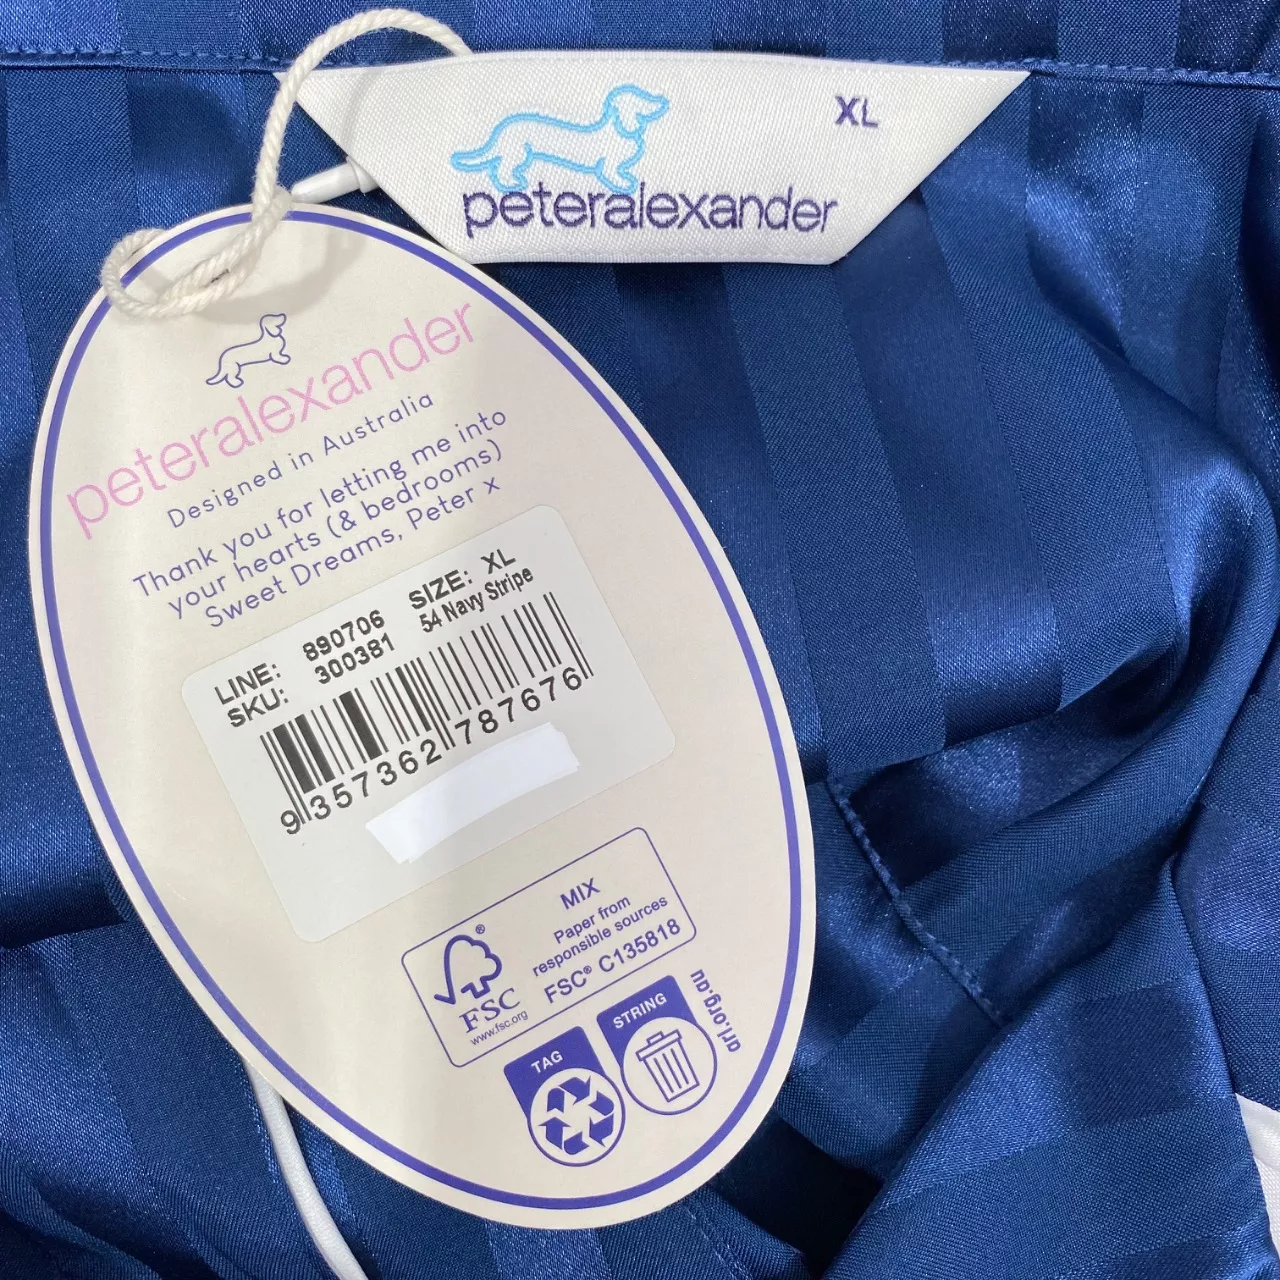 peteralexander
XL
peteralexander
Designed in Australia
Thank you for letting me into
your hearts (& bedrooms)
Sweet Dreams, Peter x
LINE: 890706 SIZE: XL
SKU: 300381 54 Navy Stripe
9 357362 787676
MIX
Paper from
responsible sources
FSC® C135818
®
FSC
www.fsc.org
TAG
STRING
arl.org.au